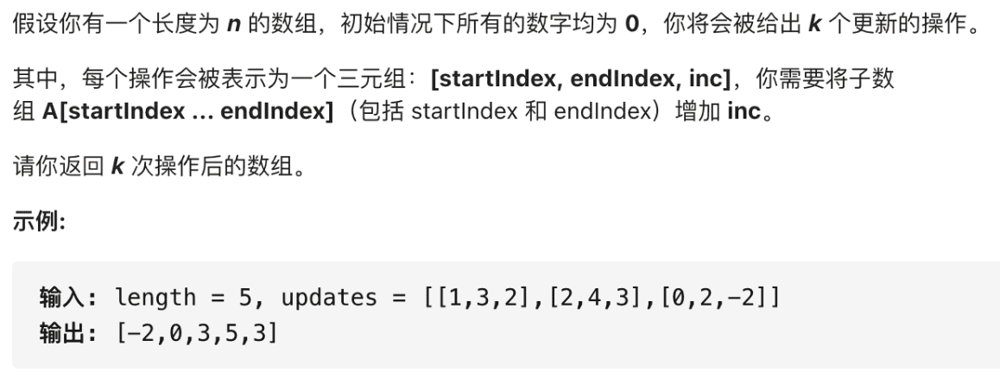 假设你有一个长度为 n 的数组，初始情况下所有的数字均为 0，你将会被给出 k 个更新的操作。
其中，每个操作会被表示为一个三元组：[startIndex, endIndex, inc]，你需要将子数
组 A[startIndex ... endIndex]（包括 startIndex 和 endIndex）增加 inc。
请你返回 k 次操作后的数组。
示例:
输入: length = 5, updates = [[1,3,2],[2,4,3],[0,2,-2]]
输出: [-2,0,3,5,3]